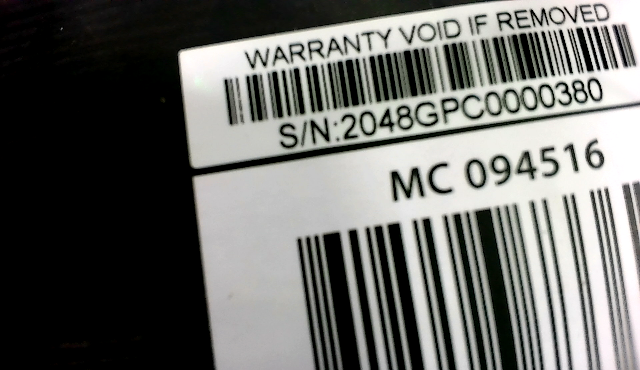 WARRANTY VOID IF REMOVED
S/N:2048GPC0000380
MC 094516